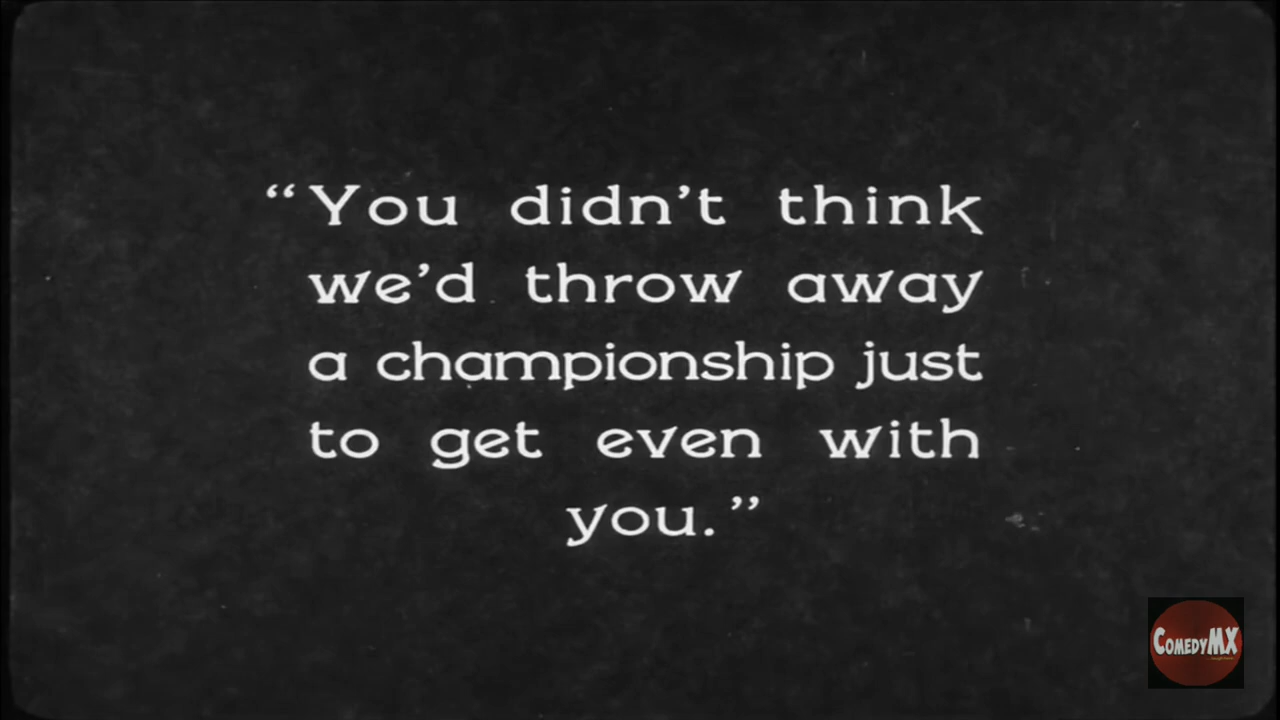 “You didn’t think
we’d throw away
a championship just
to get even with
you.”
COMEDYMX